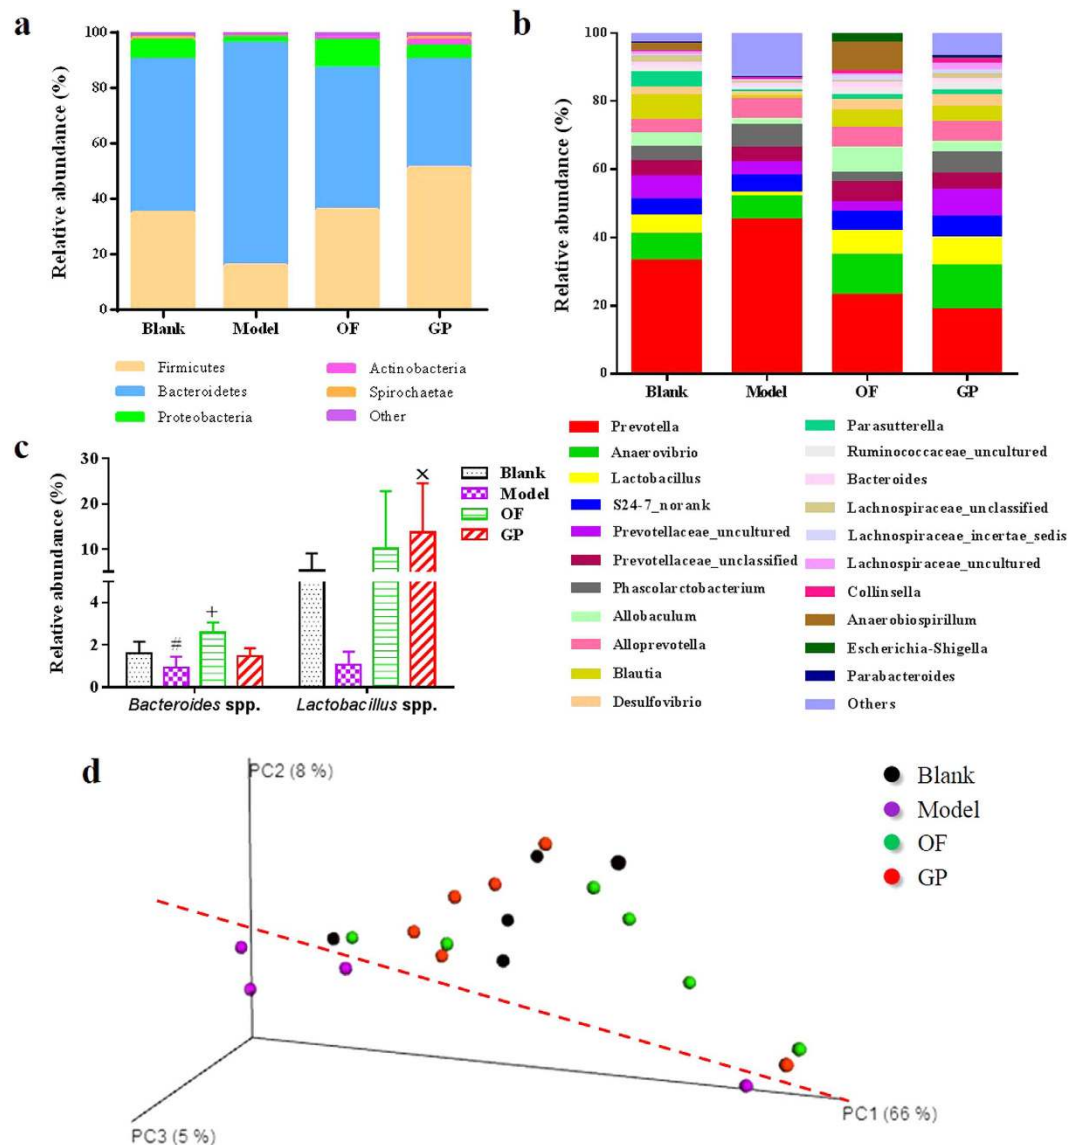 a
Relative abundance (%)
100
80
60
40
20
0
Blank Model OF GP
Firmicutes
Bacteroidetes
Proteobacteria
Actinobacteria
Spirochaetae
Other
b
Relative abundance (%)
100
80
60
40
20
0
Blank Model OF GP
Prevotella
Anaerovibrio
Lactobacillus
S24-7_norank
Prevotellaceae_uncultured
Prevotellaceae_unclassified
Phascolarctobacterium
Allobaculum
Alloprevotella
Blautia
Desulfovibrio
Parasutterella
Ruminococcaceae_uncultured
Bacteroides
Lachnospiraceae_unclassified
Lachnospiraceae_incertae_sedis
Lachnospiraceae_uncultured
Collinsella
Anaerobiospirillum
Escherichia-Shigella
Parabacteroides
Others
c
Relative abundance (%)
30
20
10
4
2
0
#
+
×
Bacteroides spp. Lactobacillus spp.
Blank
Model
OF
GP
d
PC2 (8 %)
PC1 (66 %)
PC3 (5 %)
Blank
Model
OF
GP